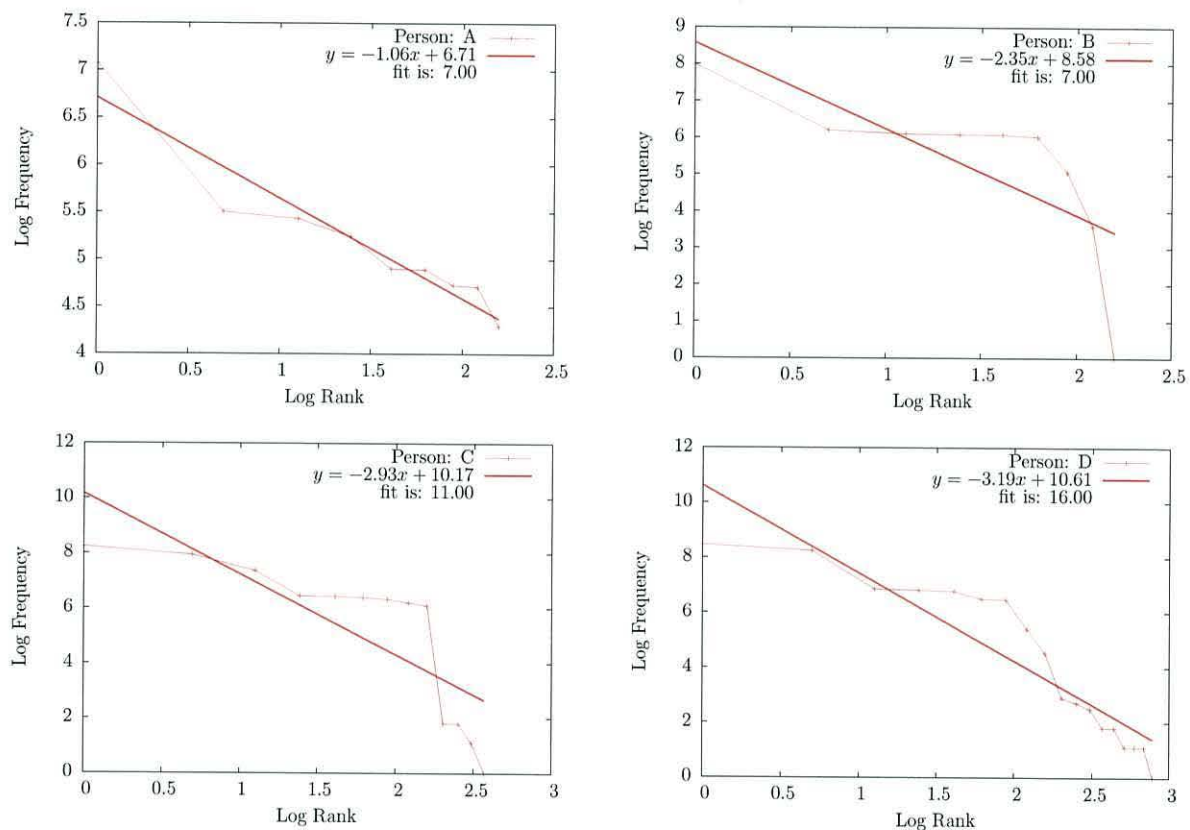 7.5
7
6.5
6
5.5
5
4.5
4
Log Frequency
Person: A
y = −1.06x + 6.71
fit is: 7.00
0 0.5 1 1.5 2 2.5
Log Rank
9
8
7
6
5
4
3
2
1
0
Log Frequency
Person: B
y = −2.35x + 8.58
fit is: 7.00
0 0.5 1 1.5 2 2.5
Log Rank
12
10
8
6
4
2
0
Log Frequency
Person: C
y = −2.93x + 10.17
fit is: 11.00
0 0.5 1 1.5 2 2.5 3
Log Rank
12
10
8
6
4
2
0
Log Frequency
Person: D
y = −3.19x + 10.61
fit is: 16.00
0 0.5 1 1.5 2 2.5 3
Log Rank